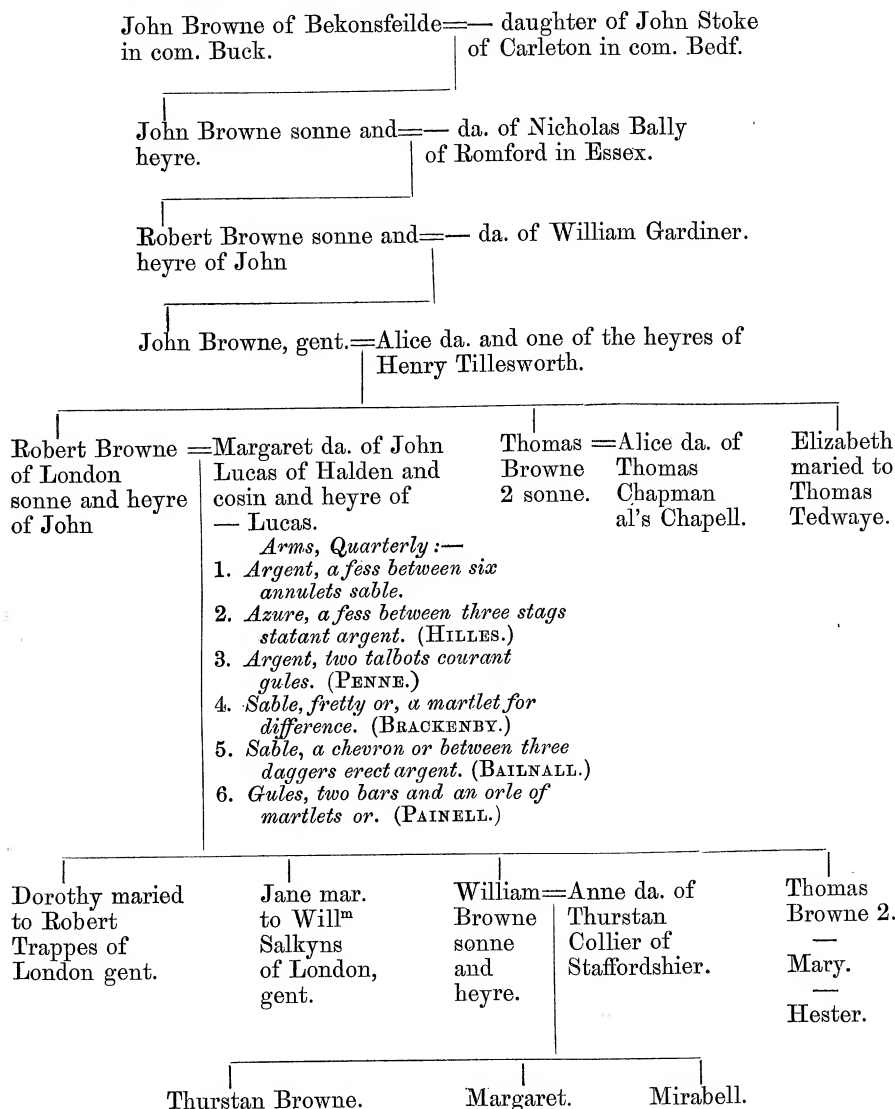 John Browne of Bekonsfeilde=— daughter of John Stoke
in com. Buck. of Carleton in com. Bedf.
John Browne sonne and=— da. of Nicholas Bally
heyre. of Romford in Essex.
Robert Browne sonne and=— da. of William Gardiner.
heyre of John
John Browne, gent.=Alice da. and one of the heyres of
Henry Tillesworth.
Robert Browne =
of London
sonne and heyre
of John
Margaret da. of John
Lucas of Halden and
cosin and heyre of
— Lucas.
Arms, Quarterly :—
1. Argent, a fess between six
annulets sable.
2. Azure, a fess between three stags
statant argent. (HILLES.)
3. Argent, two talbots courant
gules. (PENNE.)
4. Sable, fretty or, a martlet for
difference. (BRACKENBY.)
5. Sable, a chevron or between three
daggers erect argent. (BAILNALL.)
6. Gules, two bars and an orle of
martlets or. (PAINELL.)
Thomas =
Browne
2 sonne.
Alice da. of
Thomas
Chapman
al's Chapell.
Elizabeth
maried to
Thomas
Tedwaye.
Dorothy maried
to Robert
Trappes of
London gent.
Jane mar.
to Willm
Salkyns
of London,
gent.
William=
Browne
sonne
and
heyre.
Anne da. of
Thurstan
Collier of
Staffordshier.
Thomas
Browne 2.
—
Mary.
—
Hester.
Thurstan Browne. Margaret. Mirabell.